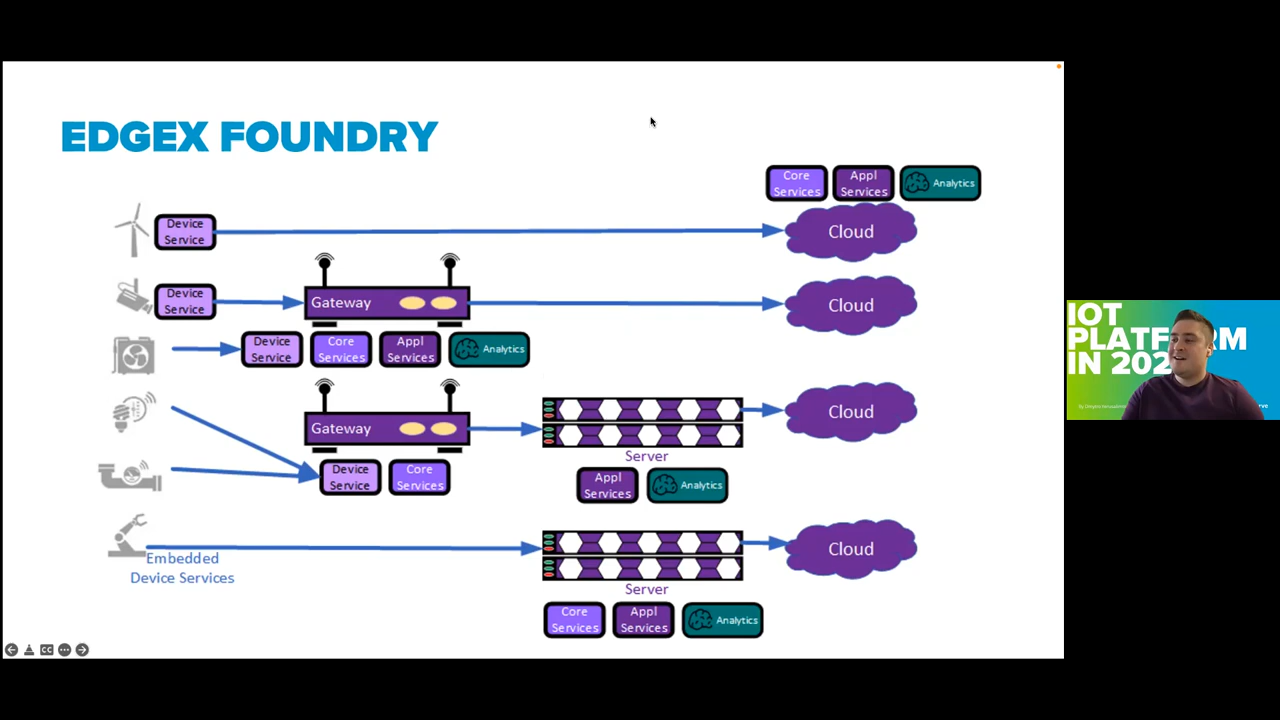 EDGEX FOUNDRY
Core
Services
Appl
Services
Analytics
Device
Service
Cloud
Device
Service
Gateway
Cloud
Device
Service
Core
Services
Appl
Services
Analytics
Gateway
Cloud
Server
Device
Service
Core
Services
Appl
Services
Analytics
Embedded
Device Services
Cloud
Server
Core
Services
Appl
Services
Analytics
CC
IOT
PLATF RM
IN 202